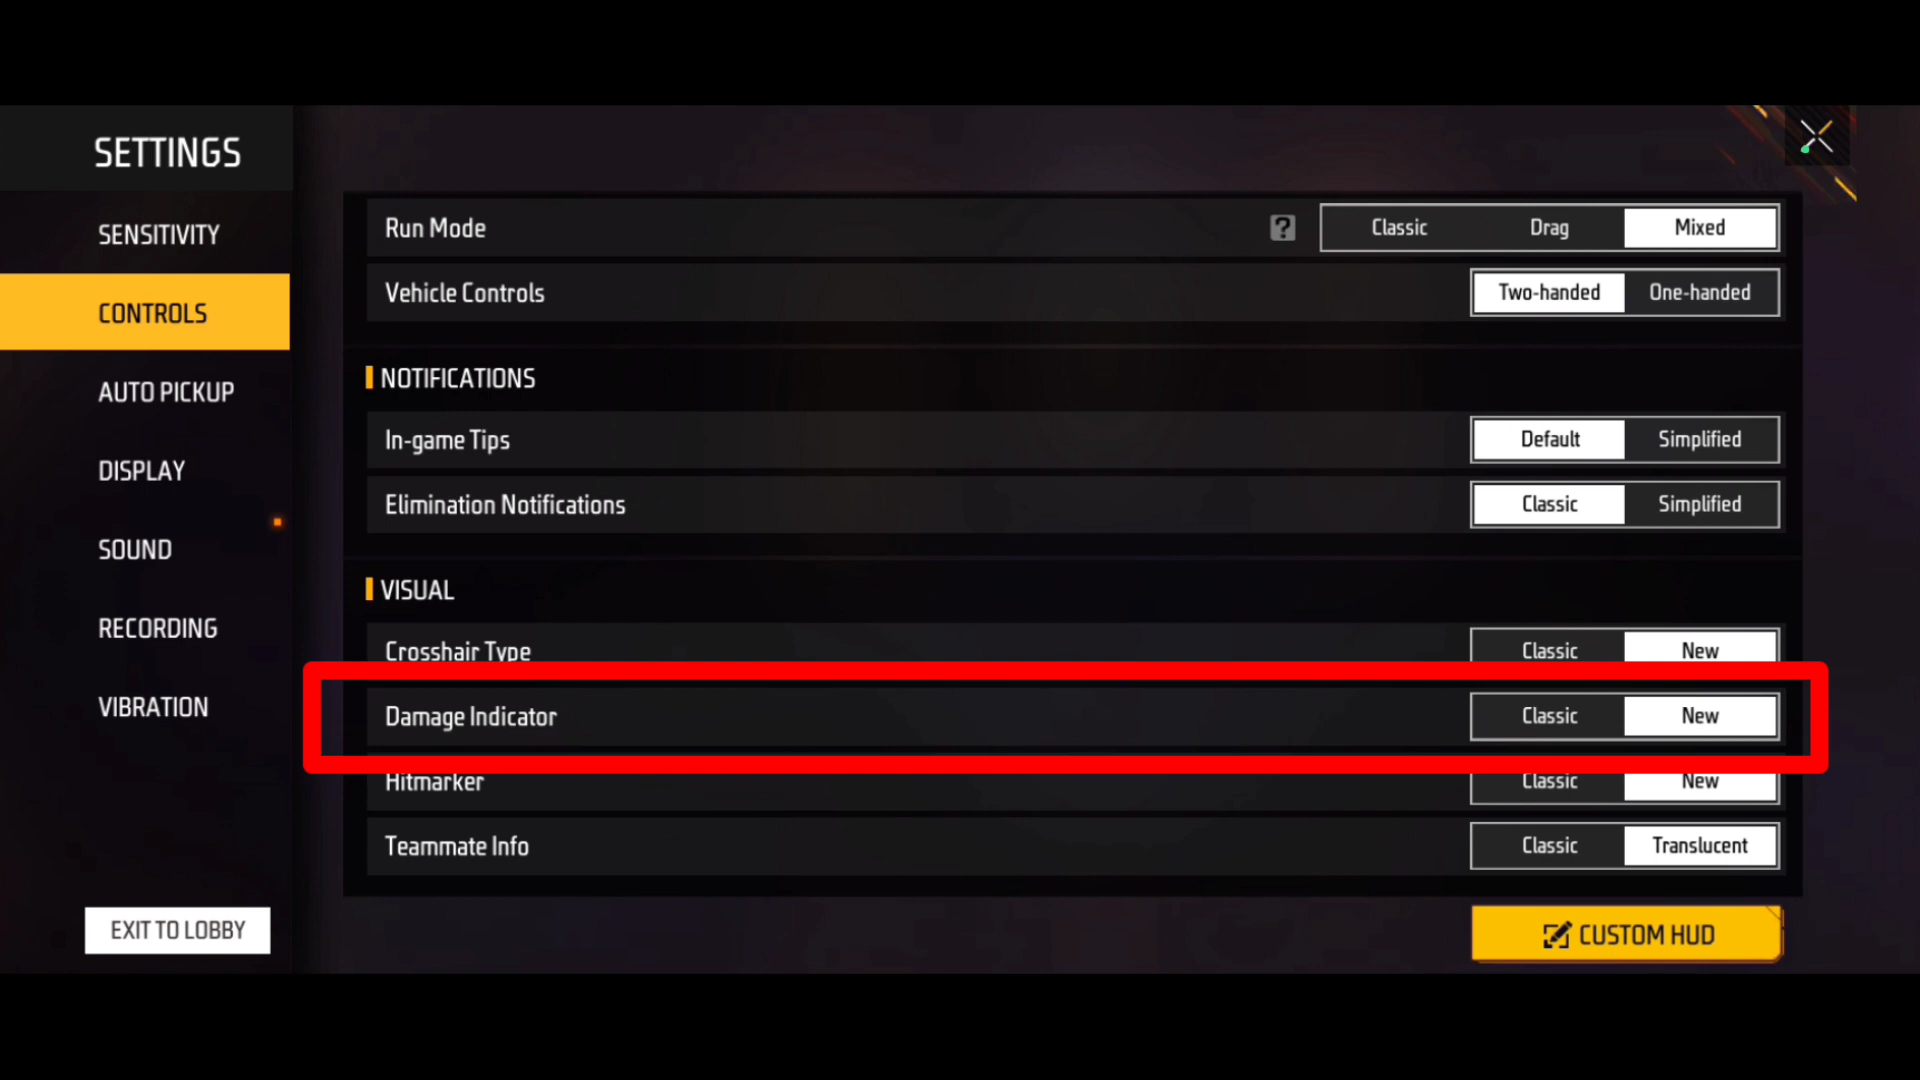 SETTINGS
SENSITIVITY
CONTROLS
AUTO PICKUP
DISPLAY
SOUND
RECORDING
VIBRATION
EXIT TO LOBBY
Run Mode ? Classic Drag Mixed
Vehicle Controls Two-handed One-handed
NOTIFICATIONS
In-game Tips Default Simplified
Elimination Notifications Classic Simplified
VISUAL
Crosshair Type Classic New
Damage Indicator Classic New
Hitmarker Classic New
Teammate Info Classic Translucent
CUSTOM HUD